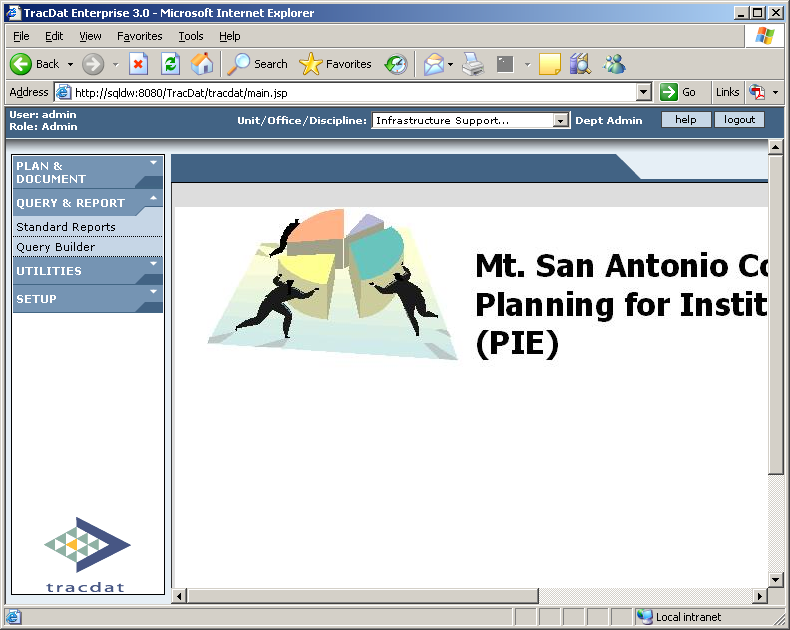 TracDat Enterprise 3.0 - Microsoft Internet Explorer
File Edit View Favorites Tools Help
Back Search Favorites
Address http://sqldw:8080/TracDat/tracdat/main.jsp Go Links
User: admin
Role: Admin
Unit/Office/Discipline: Infrastructure Support... Dept Admin help logout
PLAN &
DOCUMENT
QUERY & REPORT
Standard Reports
Query Builder
UTILITIES
SETUP
Mt. San Antonio Co
Planning for Instit
(PIE)
tracdat
Local intranet